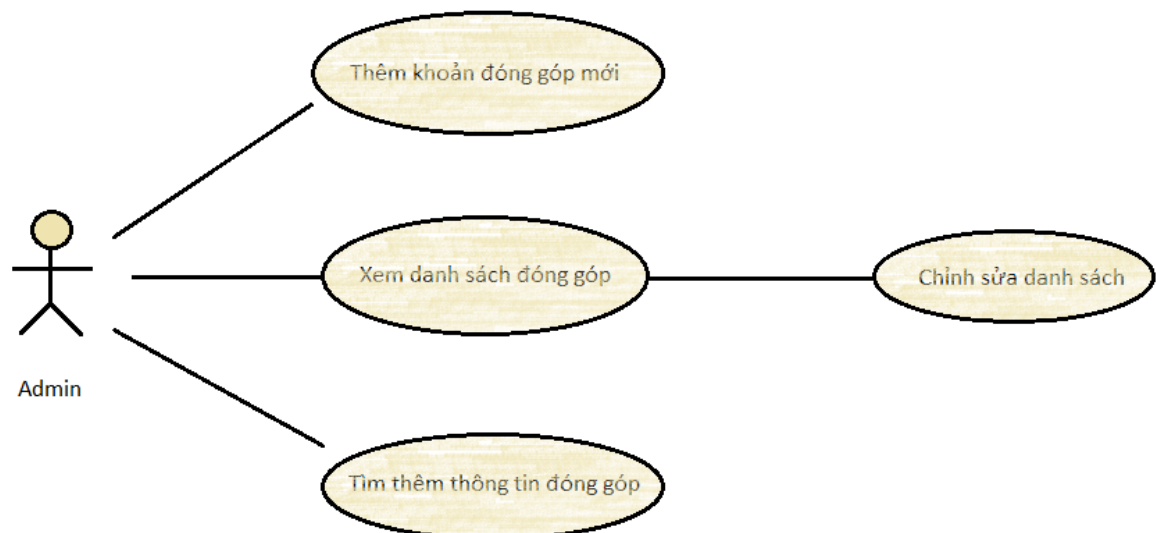 Thêm khoản đóng góp mới
Xem danh sách đóng góp
Chỉnh sửa danh sách
Admin
Tìm thêm thông tin đóng góp